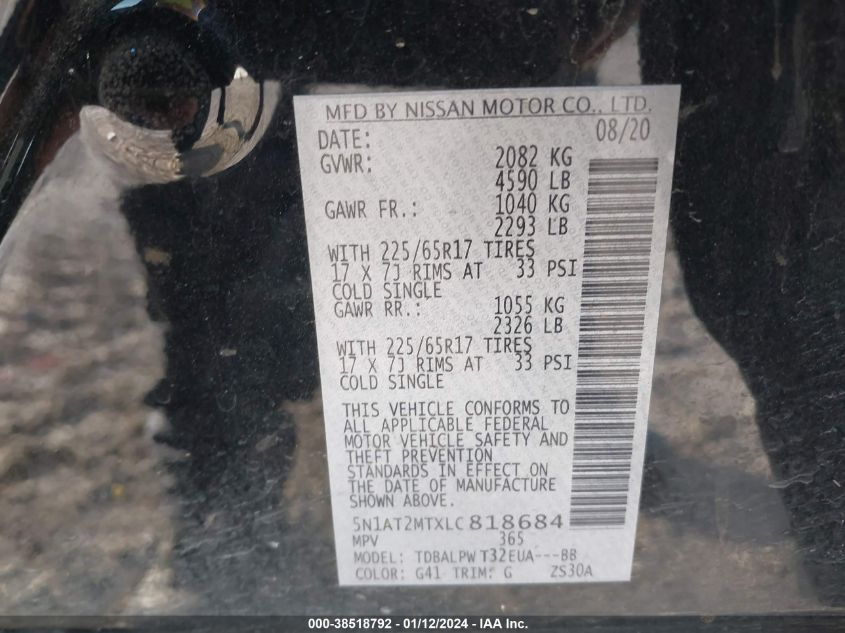 MFD BY NISSAN MOTOR CO., LTD.
DATE: 08/20
GVWR: 2082 KG
4590 LB
GAWR FR.: 1040 KG
2293 LB
WITH 225/65R17 TIRES
17 X 7J RIMS AT 33 PSI
COLD SINGLE
GAWR RR.: 1055 KG
2326 LB
WITH 225/65R17 TIRES
17 X 7J RIMS AT 33 PSI
COLD SINGLE
THIS VEHICLE CONFORMS TO
ALL APPLICABLE FEDERAL
MOTOR VEHICLE SAFETY AND
THEFT PREVENTION
STANDARDS IN EFFECT ON
THE DATE OF MANUFACTURE
SHOWN ABOVE.
5N1AT2MTXLC818684
MPV 365
MODEL: TDBALPW T32EUA---BB
COLOR: G41 TRIM: G ZS30A
000-38518792 - 01/12/2024 - IAA Inc.